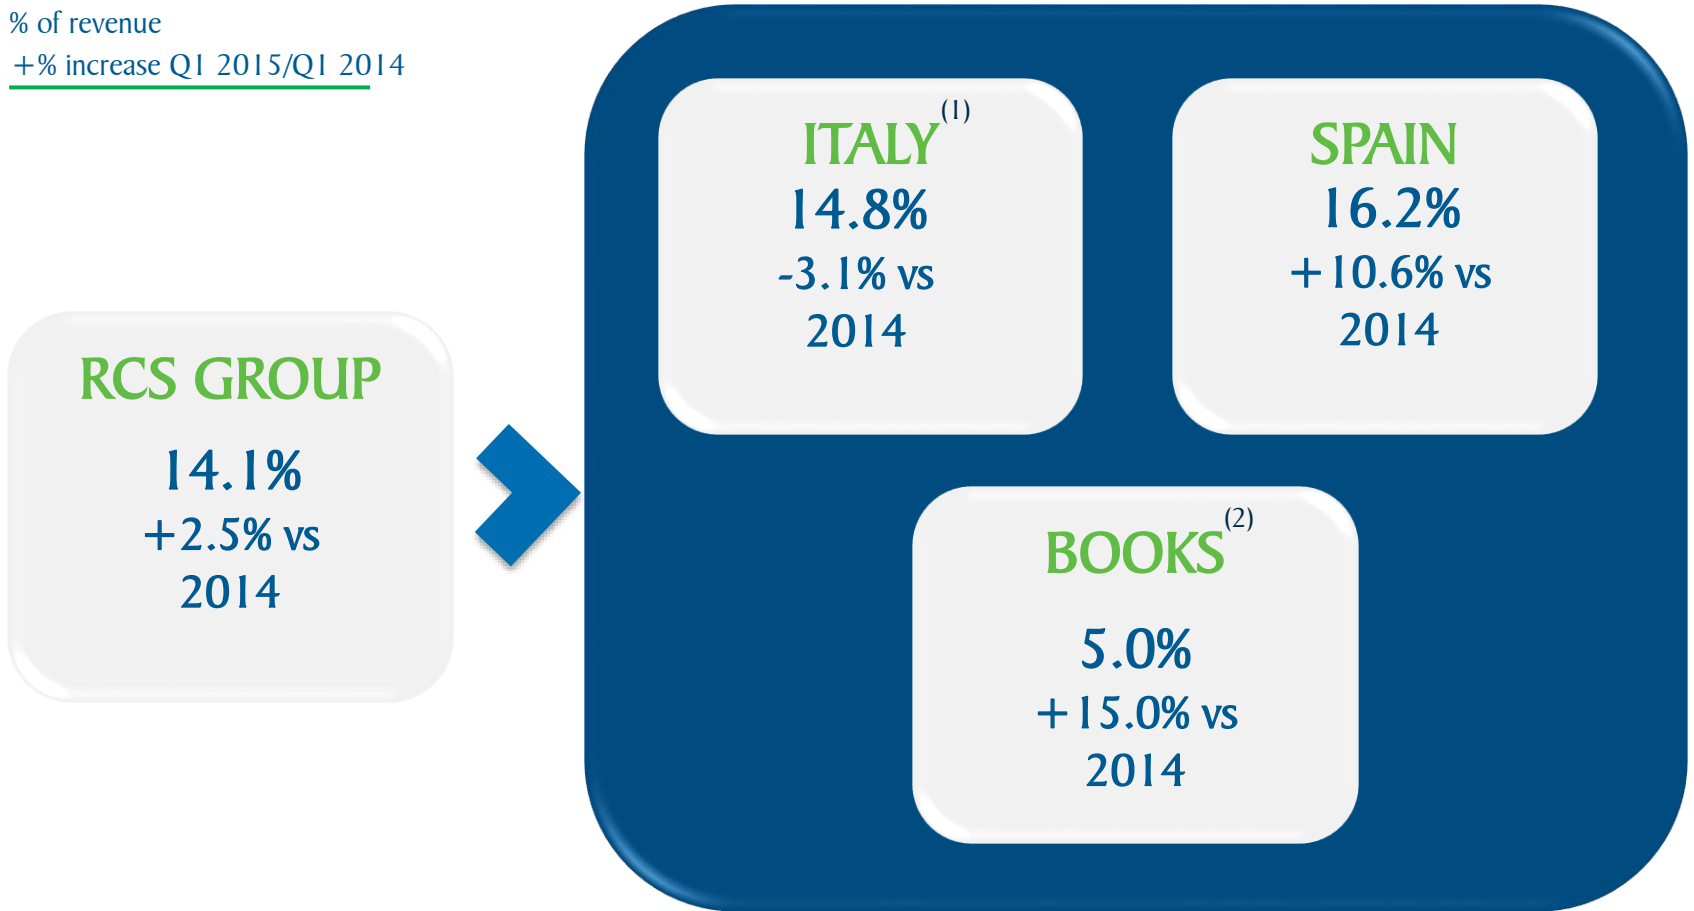 % of revenue
+% increase Q1 2015/Q1 2014
RCS GROUP
14.1%
+2.5% vs
2014
ITALY(1)
14.8%
-3.1% vs
2014
SPAIN
16.2%
+10.6% vs
2014
BOOKS(2)
5.0%
+15.0% vs
2014